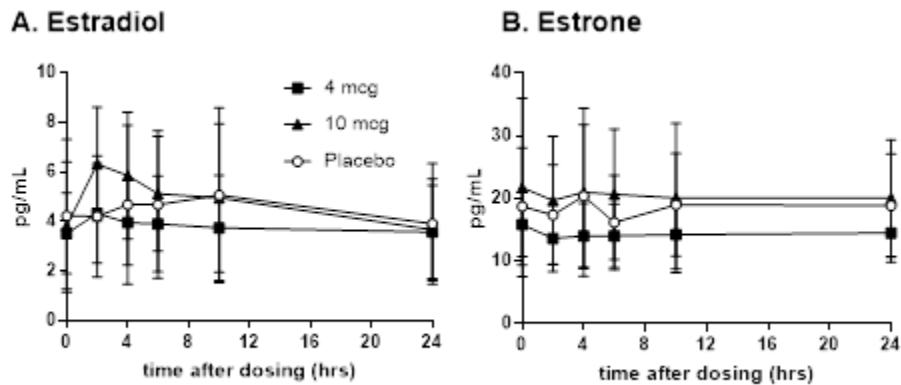 A. Estradiol
10
8
6
4
2
0
pg/mL
4 mcg
10 mcg
Placebo
0 4 8 12 16 20 24
time after dosing (hrs)
B. Estrone
40
30
20
10
0
pg/mL
0 4 8 12 16 20 24
time after dosing (hrs)